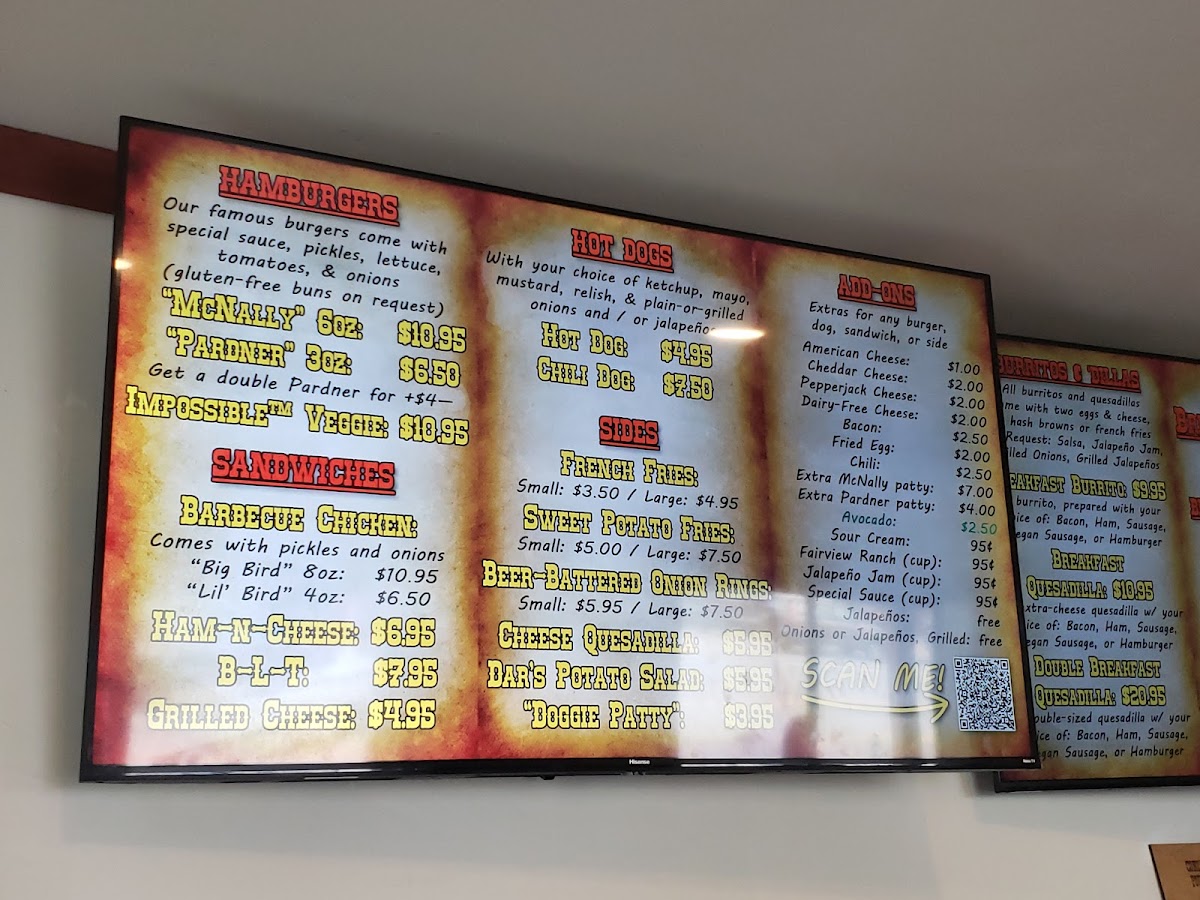 HAMBURGERS
Our famous burgers come with
special sauce, pickles, lettuce,
tomatoes, & onions
(gluten-free buns on request)
"McNally" 6oz: $10.95
"Pardner" 3oz: $6.50
Get a double Pardner for +$4—
Impossible™ Veggie: $10.95
SANDWICHES
Barbecue Chicken:
Comes with pickles and onions
"Big Bird" 8oz: $10.95
"Lil' Bird" 4oz: $6.50
Ham-n-Cheese: $6.95
B-L-T: $7.95
Grilled Cheese: $4.95
HOT DOGS
With your choice of ketchup, mayo,
mustard, relish, & plain-or-grilled
onions and / or jalapeños
Hot Dog: $4.95
Chili Dog: $7.50
SIDES
French Fries:
Small: $3.50 / Large: $4.95
Sweet Potato Fries:
Small: $5.00 / Large: $7.50
Beer-Battered Onion Rings:
Small: $5.95 / Large: $7.50
Cheese Quesadilla: $5.95
Dar's Potato Salad: $5.95
"Doggie Patty": $3.95
ADD-ONS
Extras for any burger,
dog, sandwich, or side
American Cheese: $1.00
Cheddar Cheese: $2.00
Pepperjack Cheese: $2.00
Dairy-Free Cheese: $2.00
Bacon: $2.50
Fried Egg: $2.00
Chili: $2.50
Extra McNally patty: $7.00
Extra Pardner patty: $4.00
Avocado: $2.50
Sour Cream: 95¢
Fairview Ranch (cup): 95¢
Jalapeño Jam (cup): 95¢
Special Sauce (cup): 95¢
Jalapeños: free
Onions or Jalapeños, Grilled: free
SCAN ME!
Hisense
BURRITOS & DILLAS
All burritos and quesadillas
me with two eggs & cheese,
hash browns or french fries
Request: Salsa, Jalapeño Jam,
lled Onions, Grilled Jalapeños
eakfast Burrito: $9.95
burrito, prepared with your
ice of: Bacon, Ham, Sausage,
egan Sausage, or Hamburger
Breakfast
Quesadilla: $10.95
xtra-cheese quesadilla w/ your
ice of: Bacon, Ham, Sausage,
egan Sausage, or Hamburger
Double Breakfast
Quesadilla: $20.95
ouble-sized quesadilla w/ your
ice of: Bacon, Ham, Sausage,
egan Sausage, or Hamburger